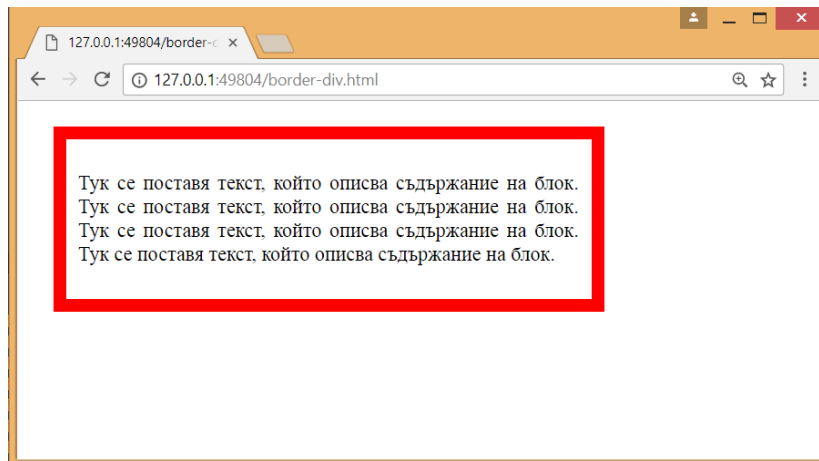 127.0.0.1:49804/border-c
127.0.0.1:49804/border-div.html
Тук се поставя текст, който описва съдържание на блок.
Тук се поставя текст, който описва съдържание на блок.
Тук се поставя текст, който описва съдържание на блок.
Тук се поставя текст, който описва съдържание на блок.